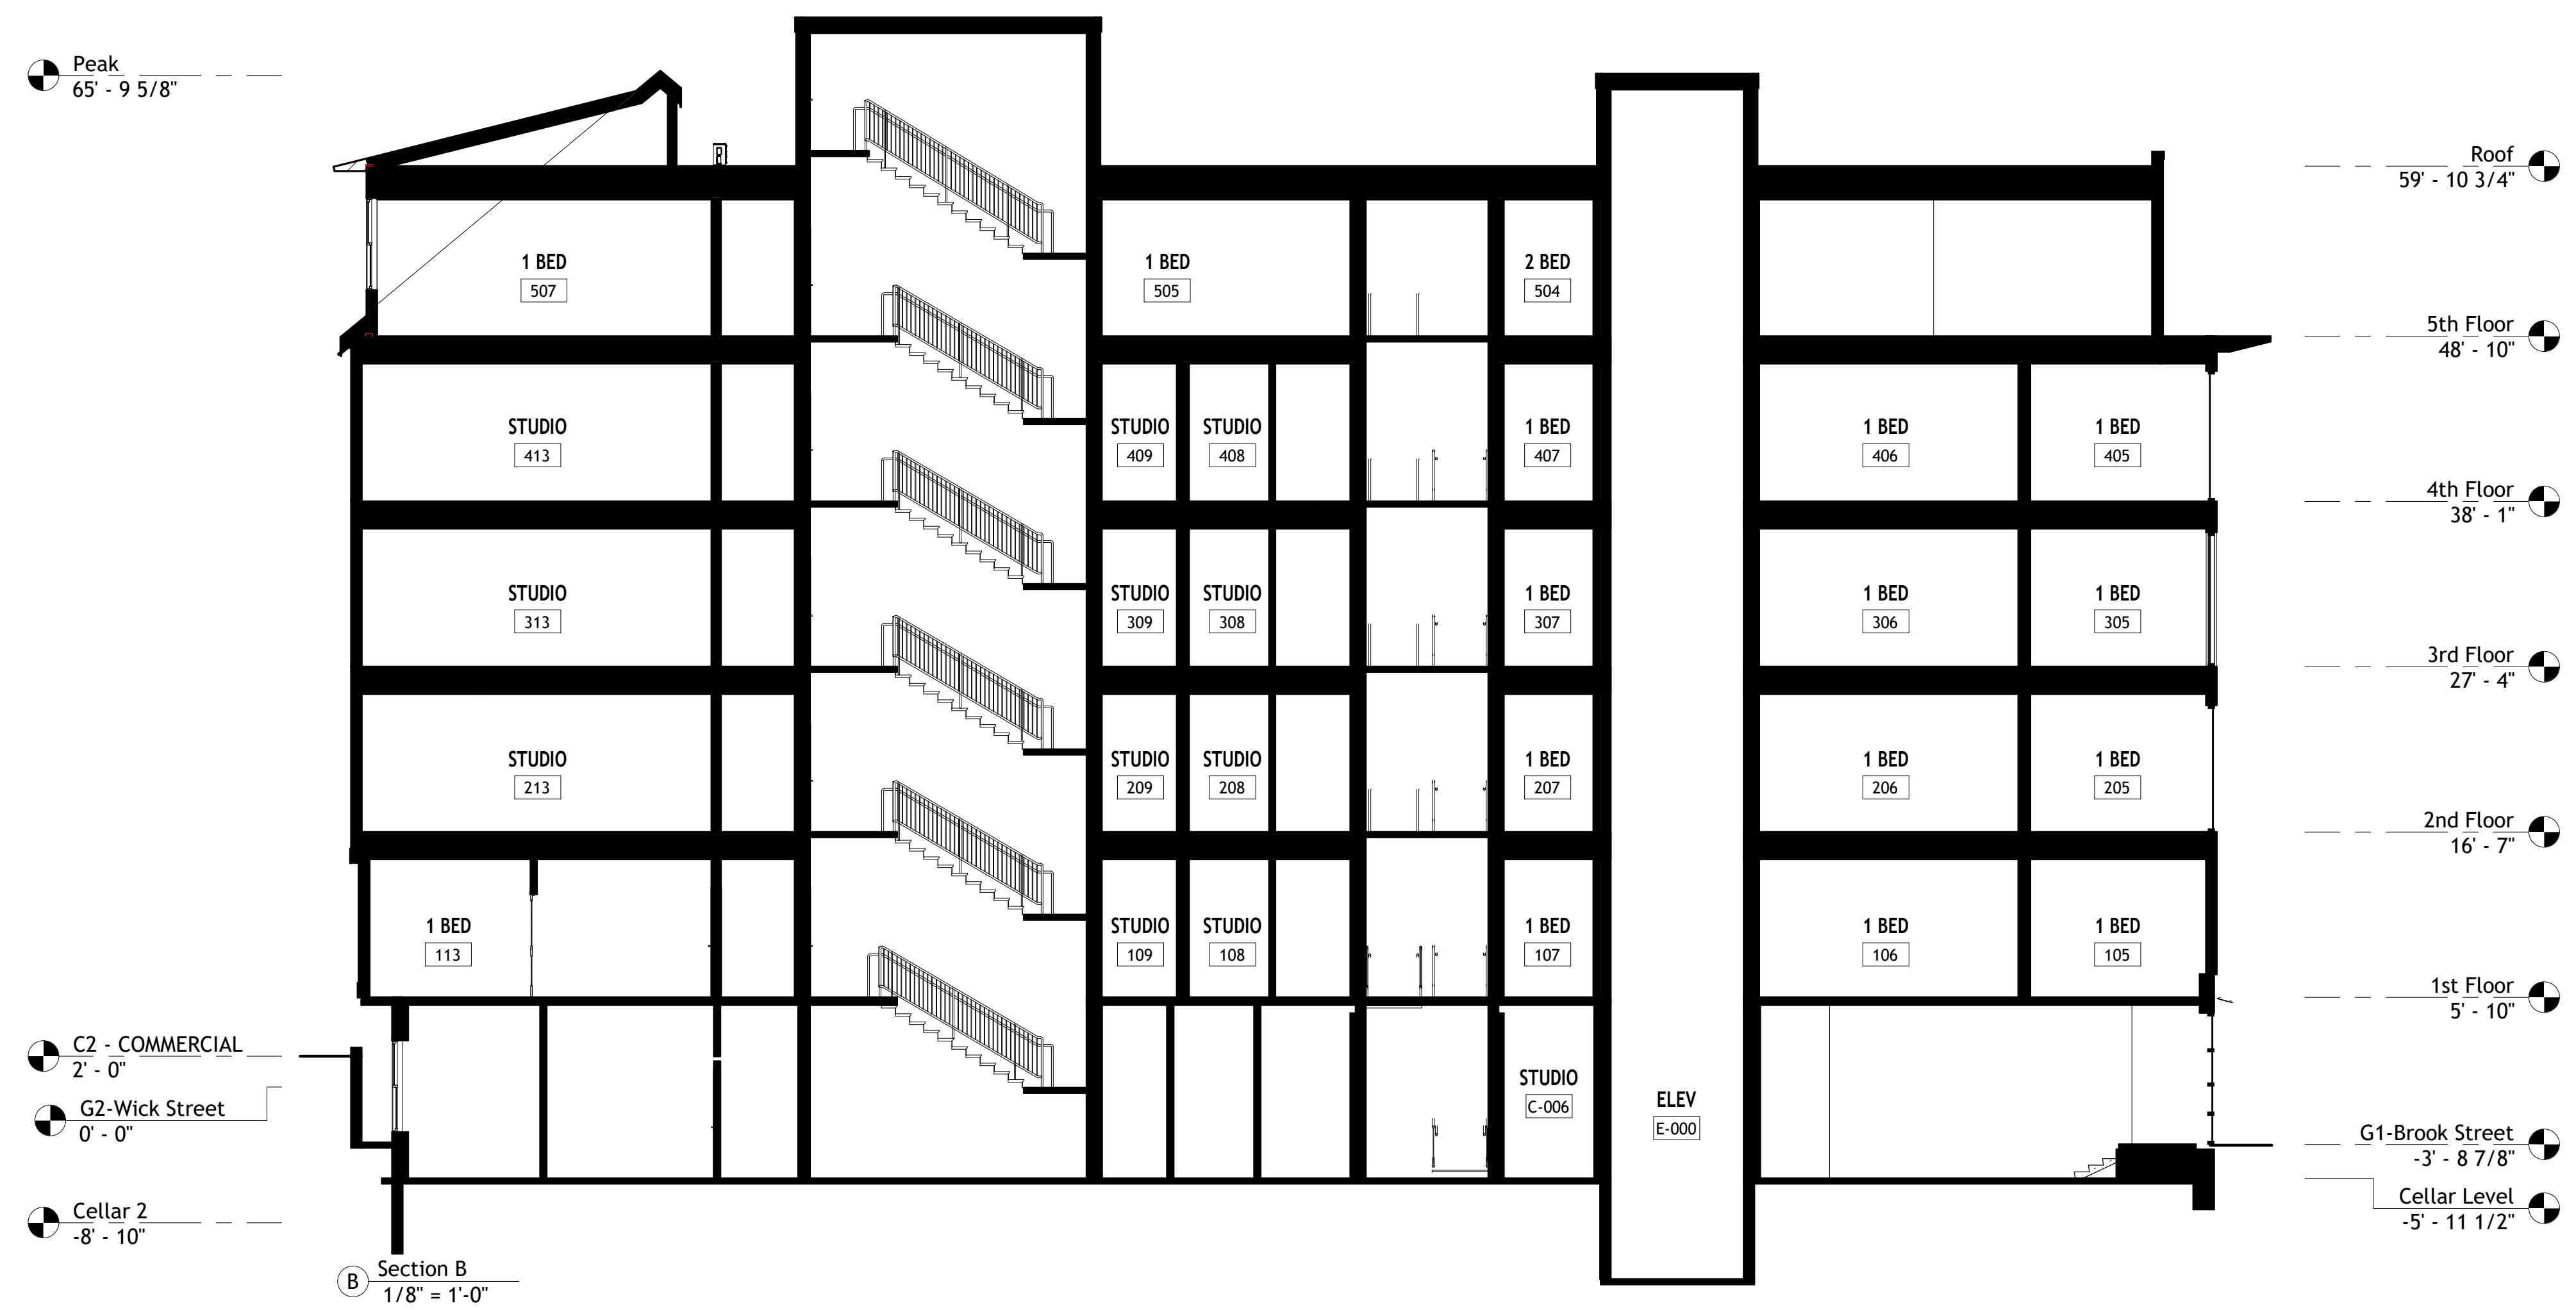 Peak
65' - 9 5/8"
Roof
59' - 10 3/4"
1 BED
507
1 BED
505
2 BED
504
5th Floor
48' - 10"
STUDIO
413
STUDIO
409
STUDIO
408
1 BED
407
1 BED
406
1 BED
405
4th Floor
38' - 1"
STUDIO
313
STUDIO
309
STUDIO
308
1 BED
307
1 BED
306
1 BED
305
3rd Floor
27' - 4"
STUDIO
213
STUDIO
209
STUDIO
208
1 BED
207
1 BED
206
1 BED
205
2nd Floor
16' - 7"
1 BED
113
STUDIO
109
STUDIO
108
1 BED
107
1 BED
106
1 BED
105
1st Floor
5' - 10"
C2 - COMMERCIAL
2' - 0"
G2-Wick Street
0' - 0"
STUDIO
C-006
ELEV
E-000
G1-Brook Street
-3' - 8 7/8"
Cellar 2
-8' - 10"
Cellar Level
-5' - 11 1/2"
B
Section B
1/8" = 1'-0"